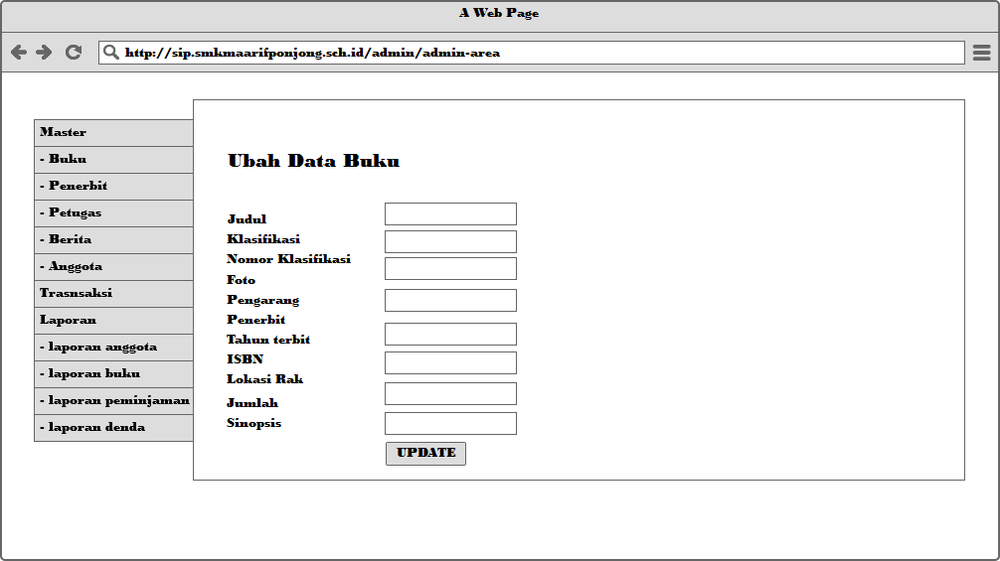 A Web Page
http://sip.smkmaarifponjong.sch.id/admin/admin-area
Master
- Buku
- Penerbit
- Petugas
- Berita
- Anggota
Trasnsaksi
Laporan
- laporan anggota
- laporan buku
- laporan peminjaman
- laporan denda
Ubah Data Buku
Judul
Klasifikasi
Nomor Klasifikasi
Foto
Pengarang
Penerbit
Tahun terbit
ISBN
Lokasi Rak
Jumlah
Sinopsis
UPDATE